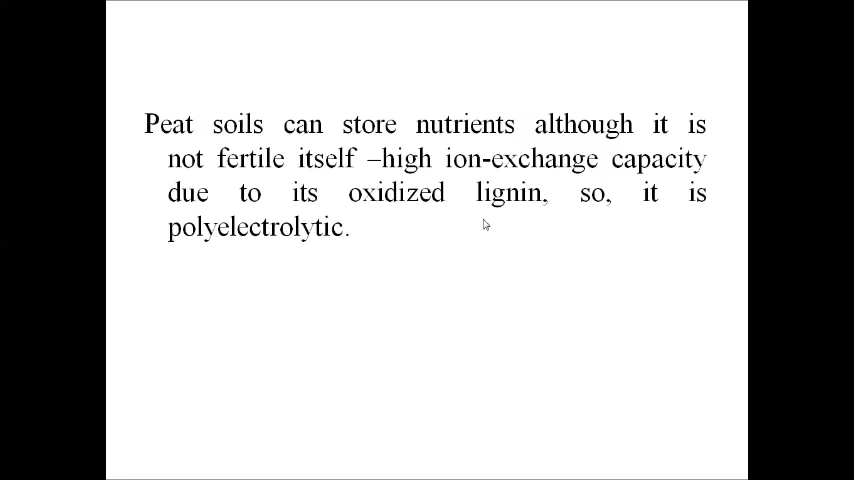 Peat soils can store nutrients although it is
not fertile itself –high ion-exchange capacity
due to its oxidized lignin, so, it is
polyelectrolytic.